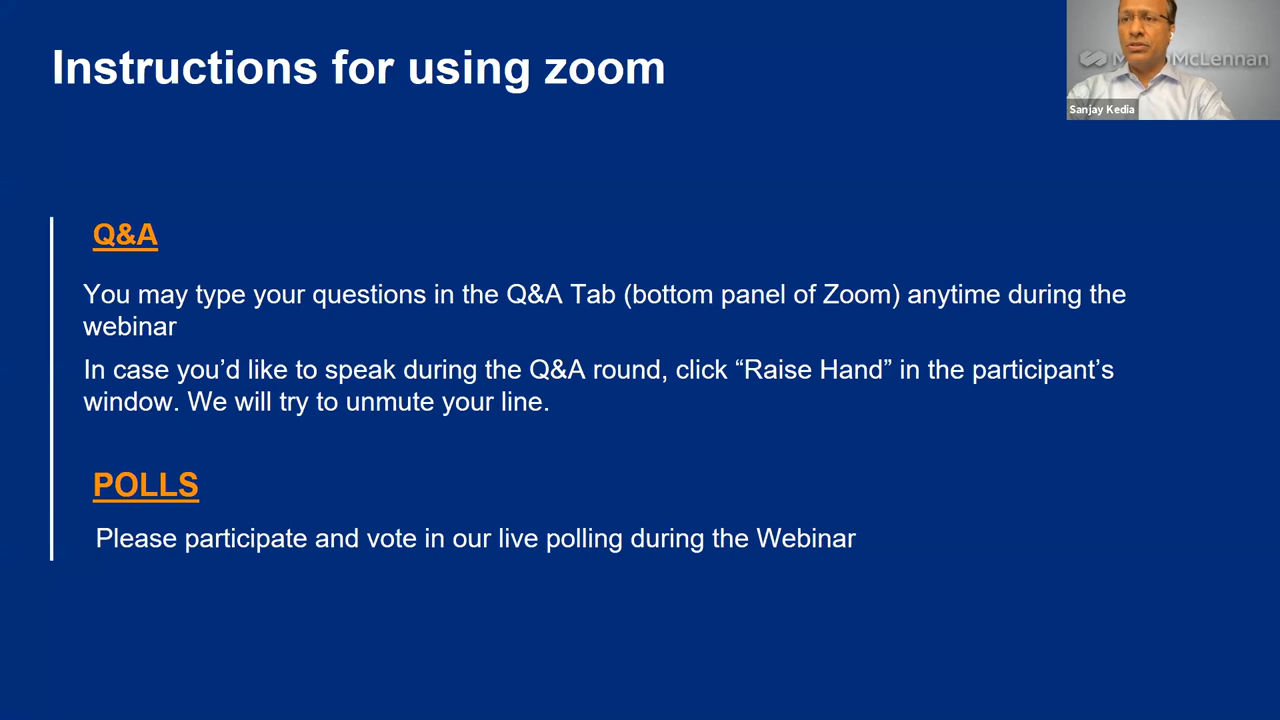 Instructions for using zoom
McLennan
Sanjay Kedia
Q&A
You may type your questions in the Q&A Tab (bottom panel of Zoom) anytime during the
webinar
In case you’d like to speak during the Q&A round, click “Raise Hand” in the participant’s
window. We will try to unmute your line.
POLLS
Please participate and vote in our live polling during the Webinar